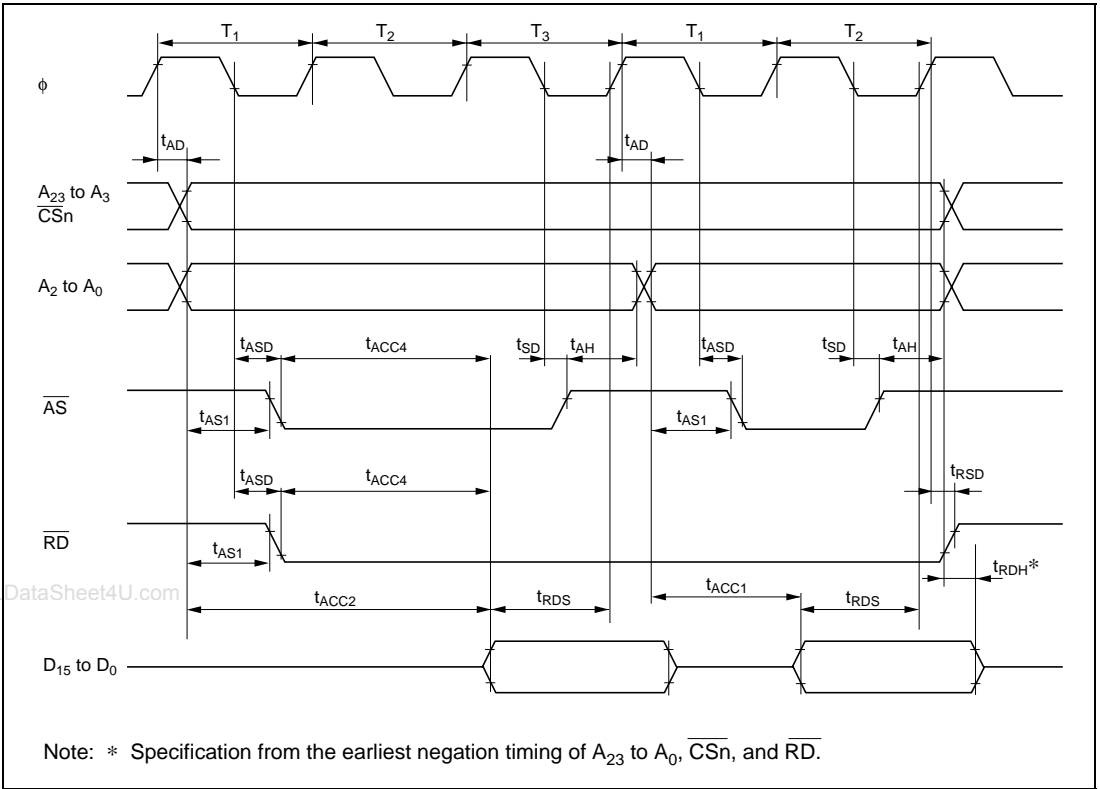 T1 T2 T3 T1 T2
ϕ
tAD tAD
A23 to A3
CSn
A2 to A0
tASD tACC4 tSD tAH tASD tSD tAH
AS
tAS1 tAS1
tASD tACC4 tRSD
RD
tAS1 tRDH*
DataSheet4U.com
tACC2 tRDS tACC1 tRDS
D15 to D0
Note: * Specification from the earliest negation timing of A23 to A0, CSn, and RD.